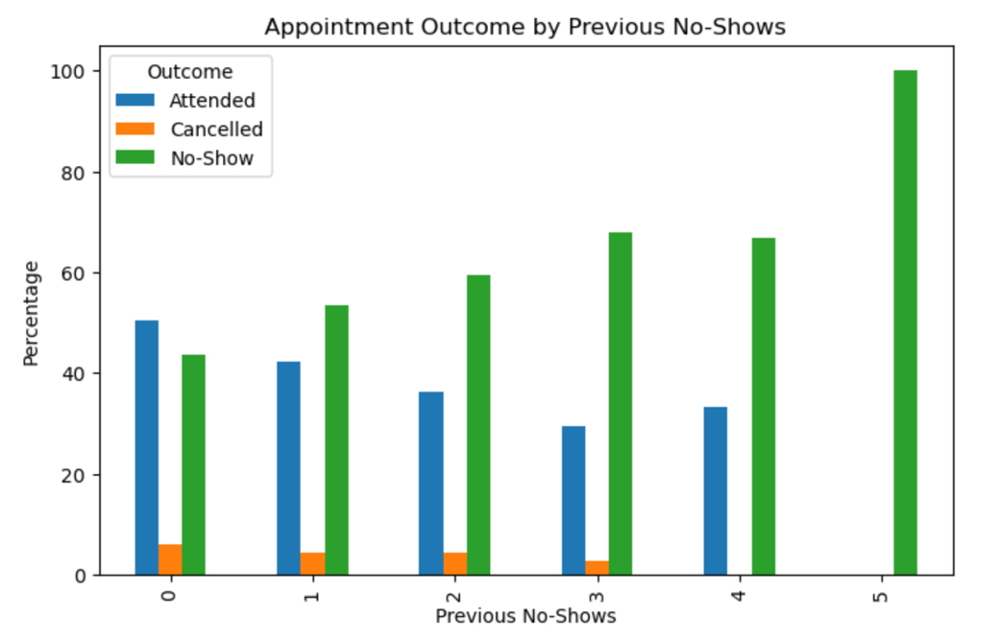 Appointment Outcome by Previous No-Shows
Outcome
Attended
Cancelled
No-Show
Percentage
100
80
60
40
20
0
0 1 2 3 4 5
Previous No-Shows